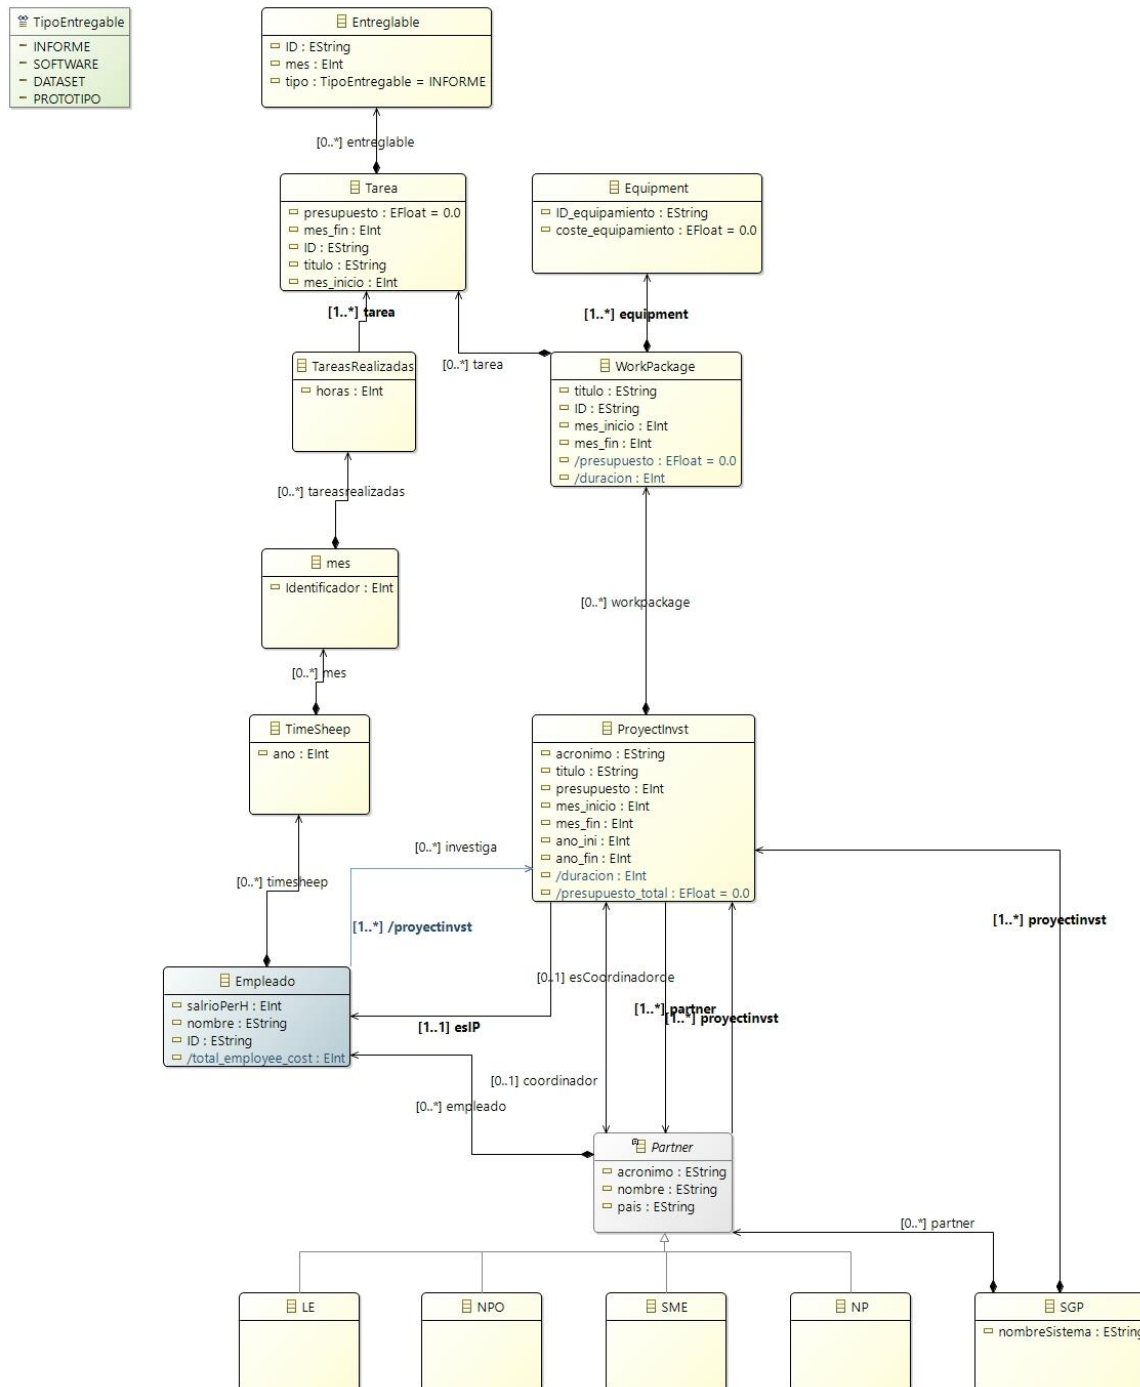 TipoEntregable
INFORME
SOFTWARE
DATASET
PROTOTIPO
Entreglable
ID : EString
mes : EInt
tipo : TipoEntregable = INFORME
[0..*] entreglable
Tarea
presupuesto : EFloat = 0.0
mes_fin : EInt
ID : EString
titulo : EString
mes_inicio : EInt
Equipment
ID_equipamiento : EString
coste_equipamiento : EFloat = 0.0
[1..*] tarea
[1..*] equipment
TareasRealizadas
horas : EInt
[0..*] tarea
WorkPackage
titulo : EString
ID : EString
mes_inicio : EInt
mes_fin : EInt
/presupuesto : EFloat = 0.0
/duracion : EInt
[0..*] tareasrealizadas
mes
Identificador : EInt
[0..*] workpackage
[0..*] mes
TimeSheep
ano : EInt
ProyectInvst
acronimo : EString
titulo : EString
presupuesto : EInt
mes_inicio : EInt
mes_fin : EInt
ano_ini : EInt
ano_fin : EInt
/duracion : EInt
/presupuesto_total : EFloat = 0.0
[0..*] investiga
[0..*] timesheep
[1..*] /proyectinvst
[1..*] proyectinvst
Empleado
salrioPerH : EInt
nombre : EString
ID : EString
/total_employee_cost : EInt
[0..1] esCoordinadorde
[1..*] partner
[1..*] proyectinvst
[1..1] esIP
[0..1] coordinador
[0..*] empleado
Partner
acronimo : EString
nombre : EString
pais : EString
[0..*] partner
LE
NPO
SME
NP
SGP
nombreSistema : EString